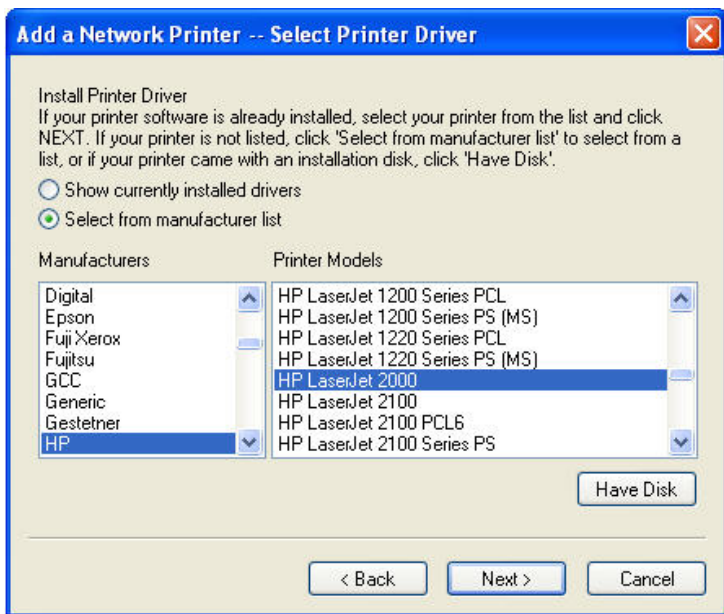 Add a Network Printer -- Select Printer Driver
Install Printer Driver
If your printer software is already installed, select your printer from the list and click
NEXT. If your printer is not listed, click 'Select from manufacturer list' to select from a
list, or if your printer came with an installation disk, click 'Have Disk'.
Show currently installed drivers
Select from manufacturer list
Manufacturers
Digital
Epson
Fuji Xerox
Fujitsu
GCC
Generic
Gestetner
HP
Printer Models
HP LaserJet 1200 Series PCL
HP LaserJet 1200 Series PS (MS)
HP LaserJet 1220 Series PCL
HP LaserJet 1220 Series PS (MS)
HP LaserJet 2000
HP LaserJet 2100
HP LaserJet 2100 PCL6
HP LaserJet 2100 Series PS
Have Disk
< Back
Next >
Cancel